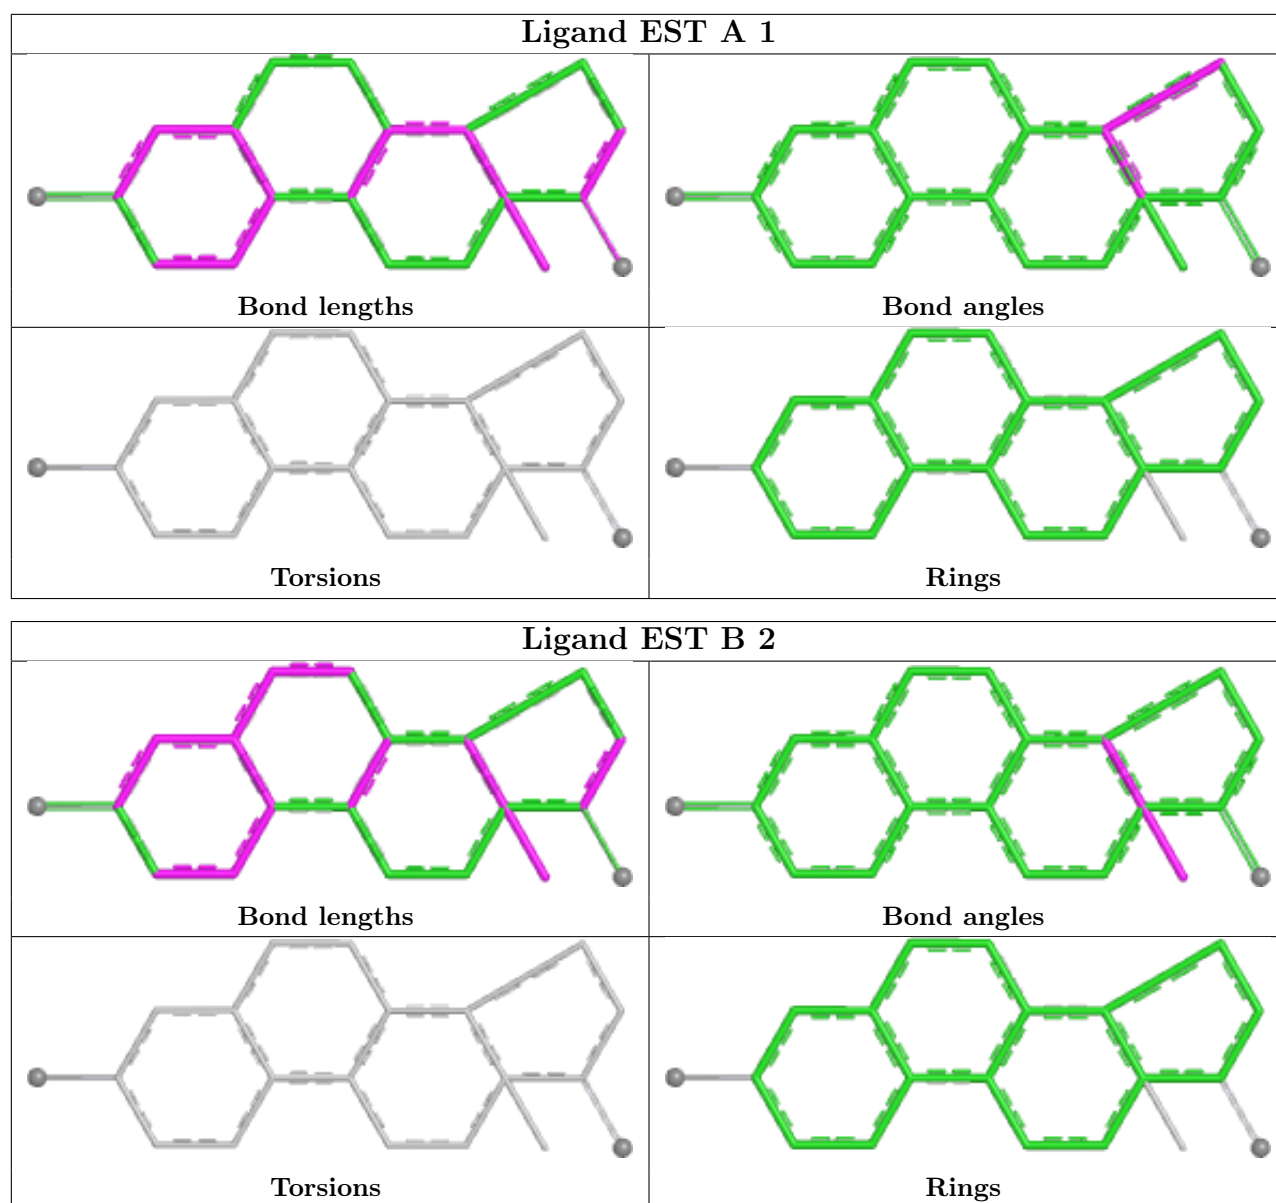 Ligand EST A 1
Bond lengths
Bond angles
Torsions
Rings
Ligand EST B 2
Bond lengths
Bond angles
Torsions
Rings